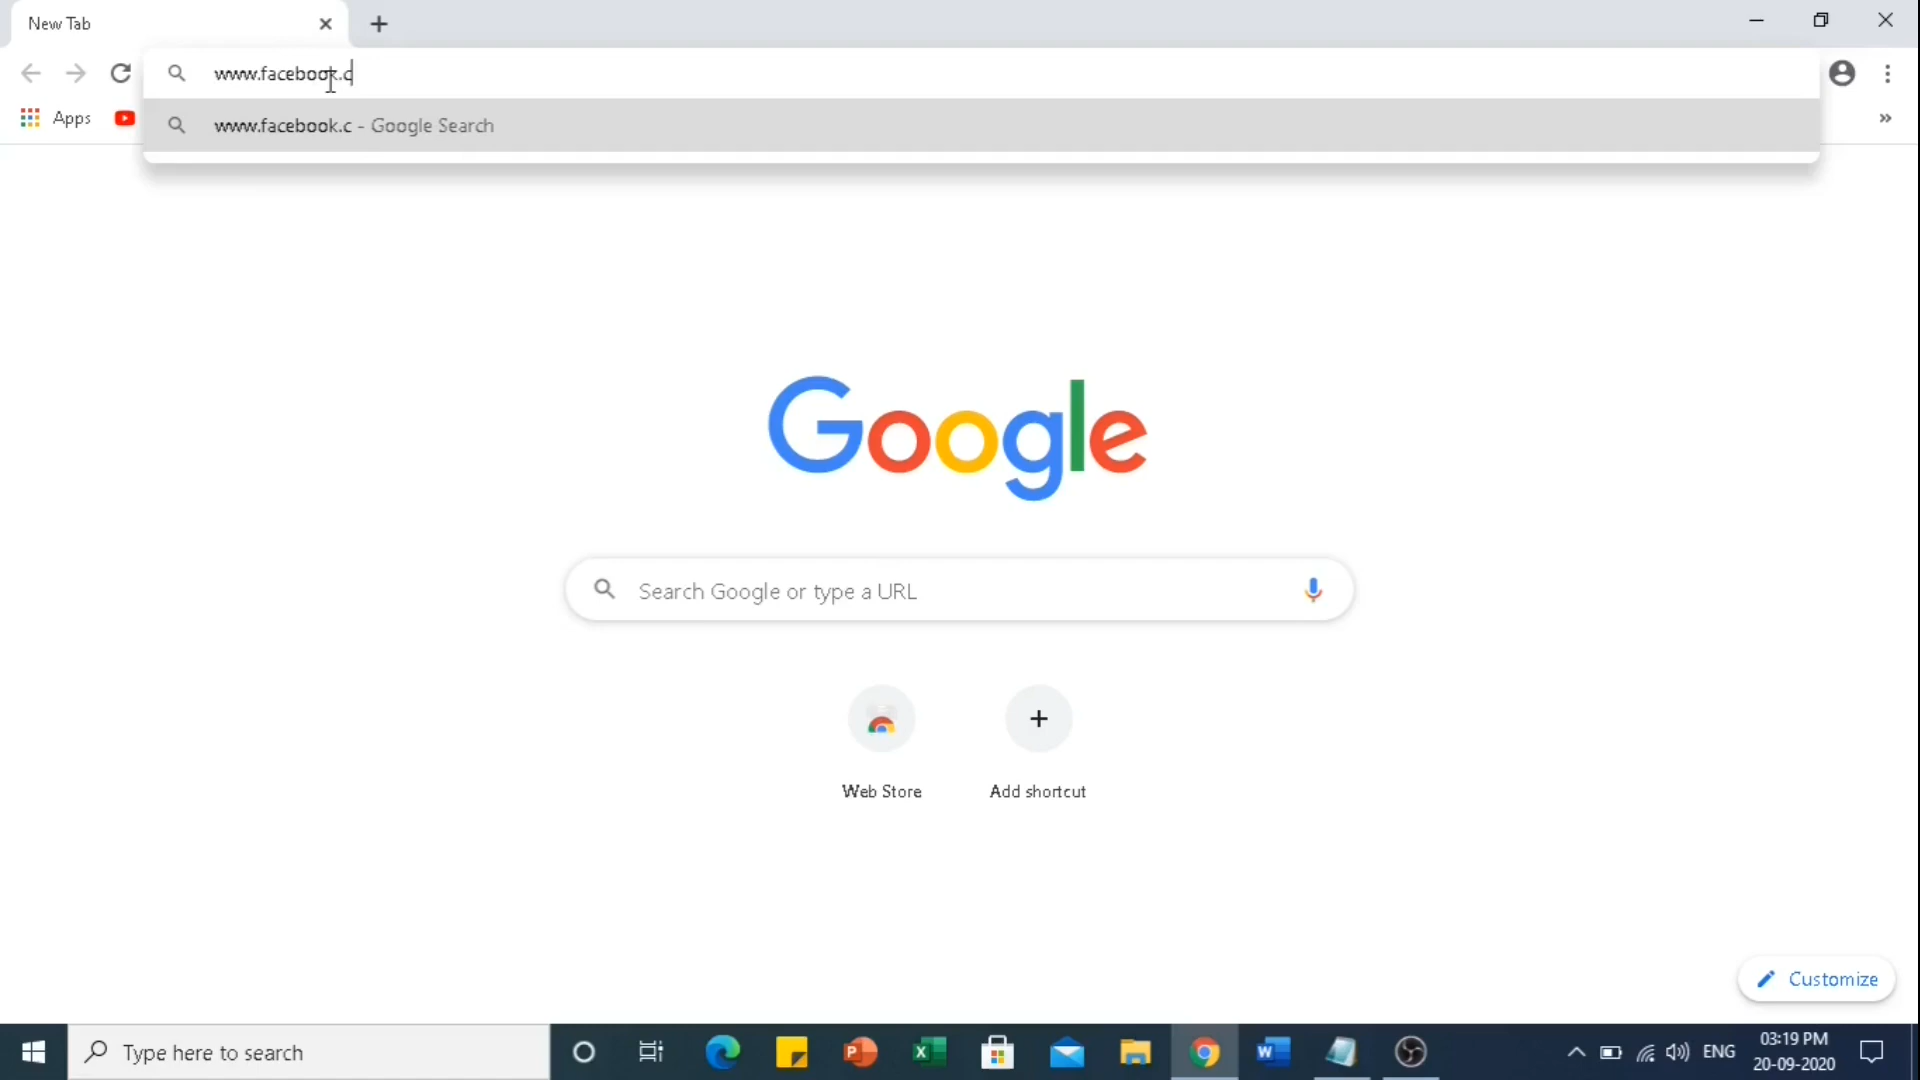 New Tab
www.facebook.c
Apps
www.facebook.c - Google Search
Google
Search Google or type a URL
Web Store
Add shortcut
Customize
Type here to search
ENG
03:19 PM
20-09-2020